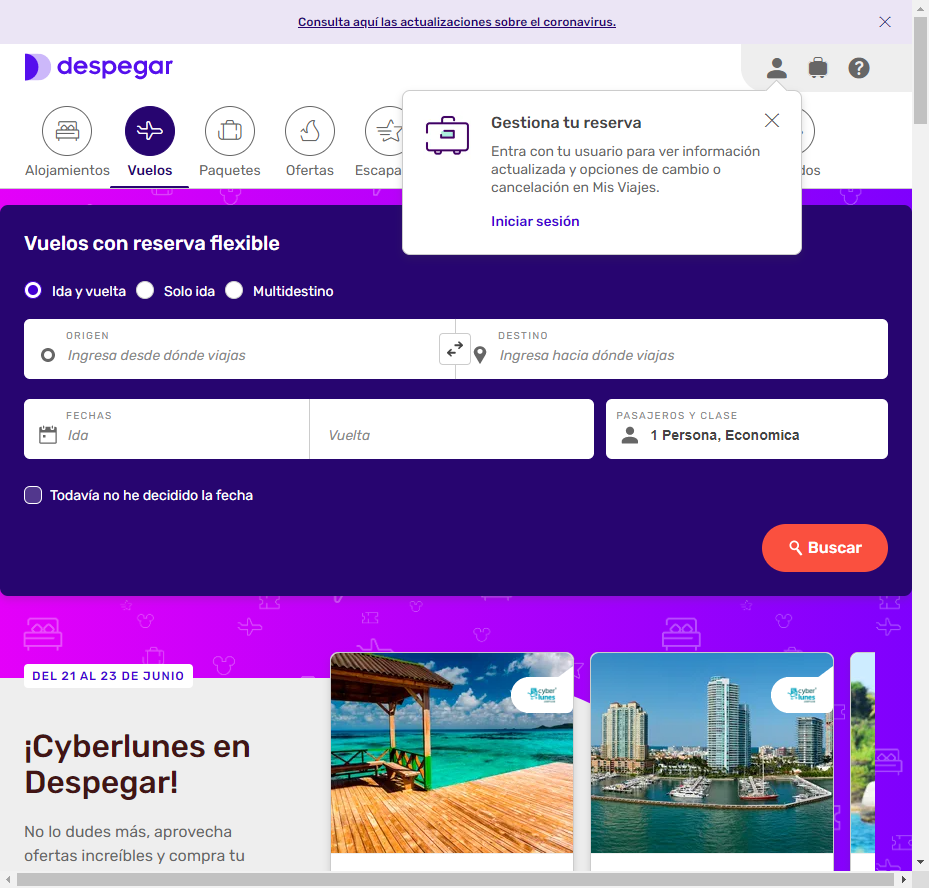 Consulta aquí las actualizaciones sobre el coronavirus.
despegar
Alojamientos
Vuelos
Paquetes
Ofertas
Escapa
dos
Gestiona tu reserva
Entra con tu usuario para ver información
actualizada y opciones de cambio o
cancelación en Mis Viajes.
Iniciar sesión
Vuelos con reserva flexible
Ida y vuelta
Solo ida
Multidestino
ORIGEN
Ingresa desde dónde viajas
DESTINO
Ingresa hacia dónde viajas
FECHAS
Ida
Vuelta
PASAJEROS Y CLASE
1 Persona, Economica
Todavía no he decidido la fecha
Buscar
DEL 21 AL 23 DE JUNIO
¡Cyberlunes en
Despegar!
No lo dudes más, aprovecha
ofertas increíbles y compra tu
cyber
lunes
cyber
lunes